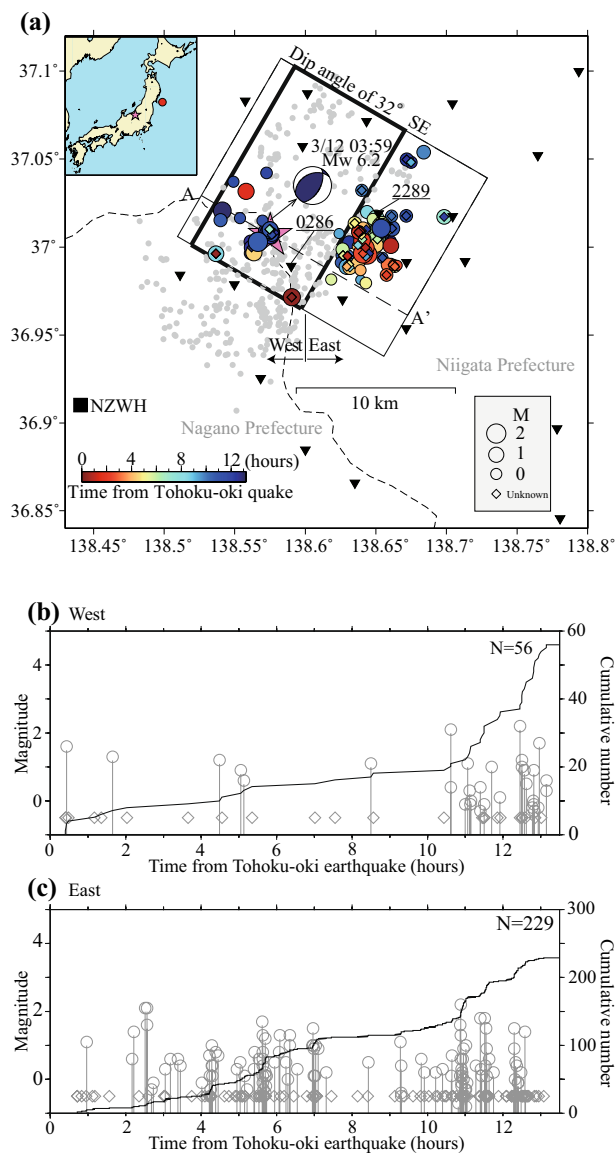 (a)
37.1°
37.05°
37°
36.95°
36.9°
36.85°
138.45°
138.5°
138.55°
138.6°
138.65°
138.7°
138.75°
138.8°
Dip angle of 32° SE
3/12 03:59
Mw 6.2
2289
0286
A
A'
West East
Niigata Prefecture
10 km
NZWH
Nagano Prefecture
0 4 8 12 (hours)
Time from Tohoku-oki quake
M
2
1
0
Unknown
(b) West
N=56
Magnitude
4
2
0
Cumulative number
60
50
40
30
20
10
0
0 2 4 6 8 10 12
Time from Tohoku-oki earthquake (hours)
(c) East
N=229
Magnitude
4
2
0
Cumulative number
300
200
100
0
0 2 4 6 8 10 12
Time from Tohoku-oki earthquake (hours)